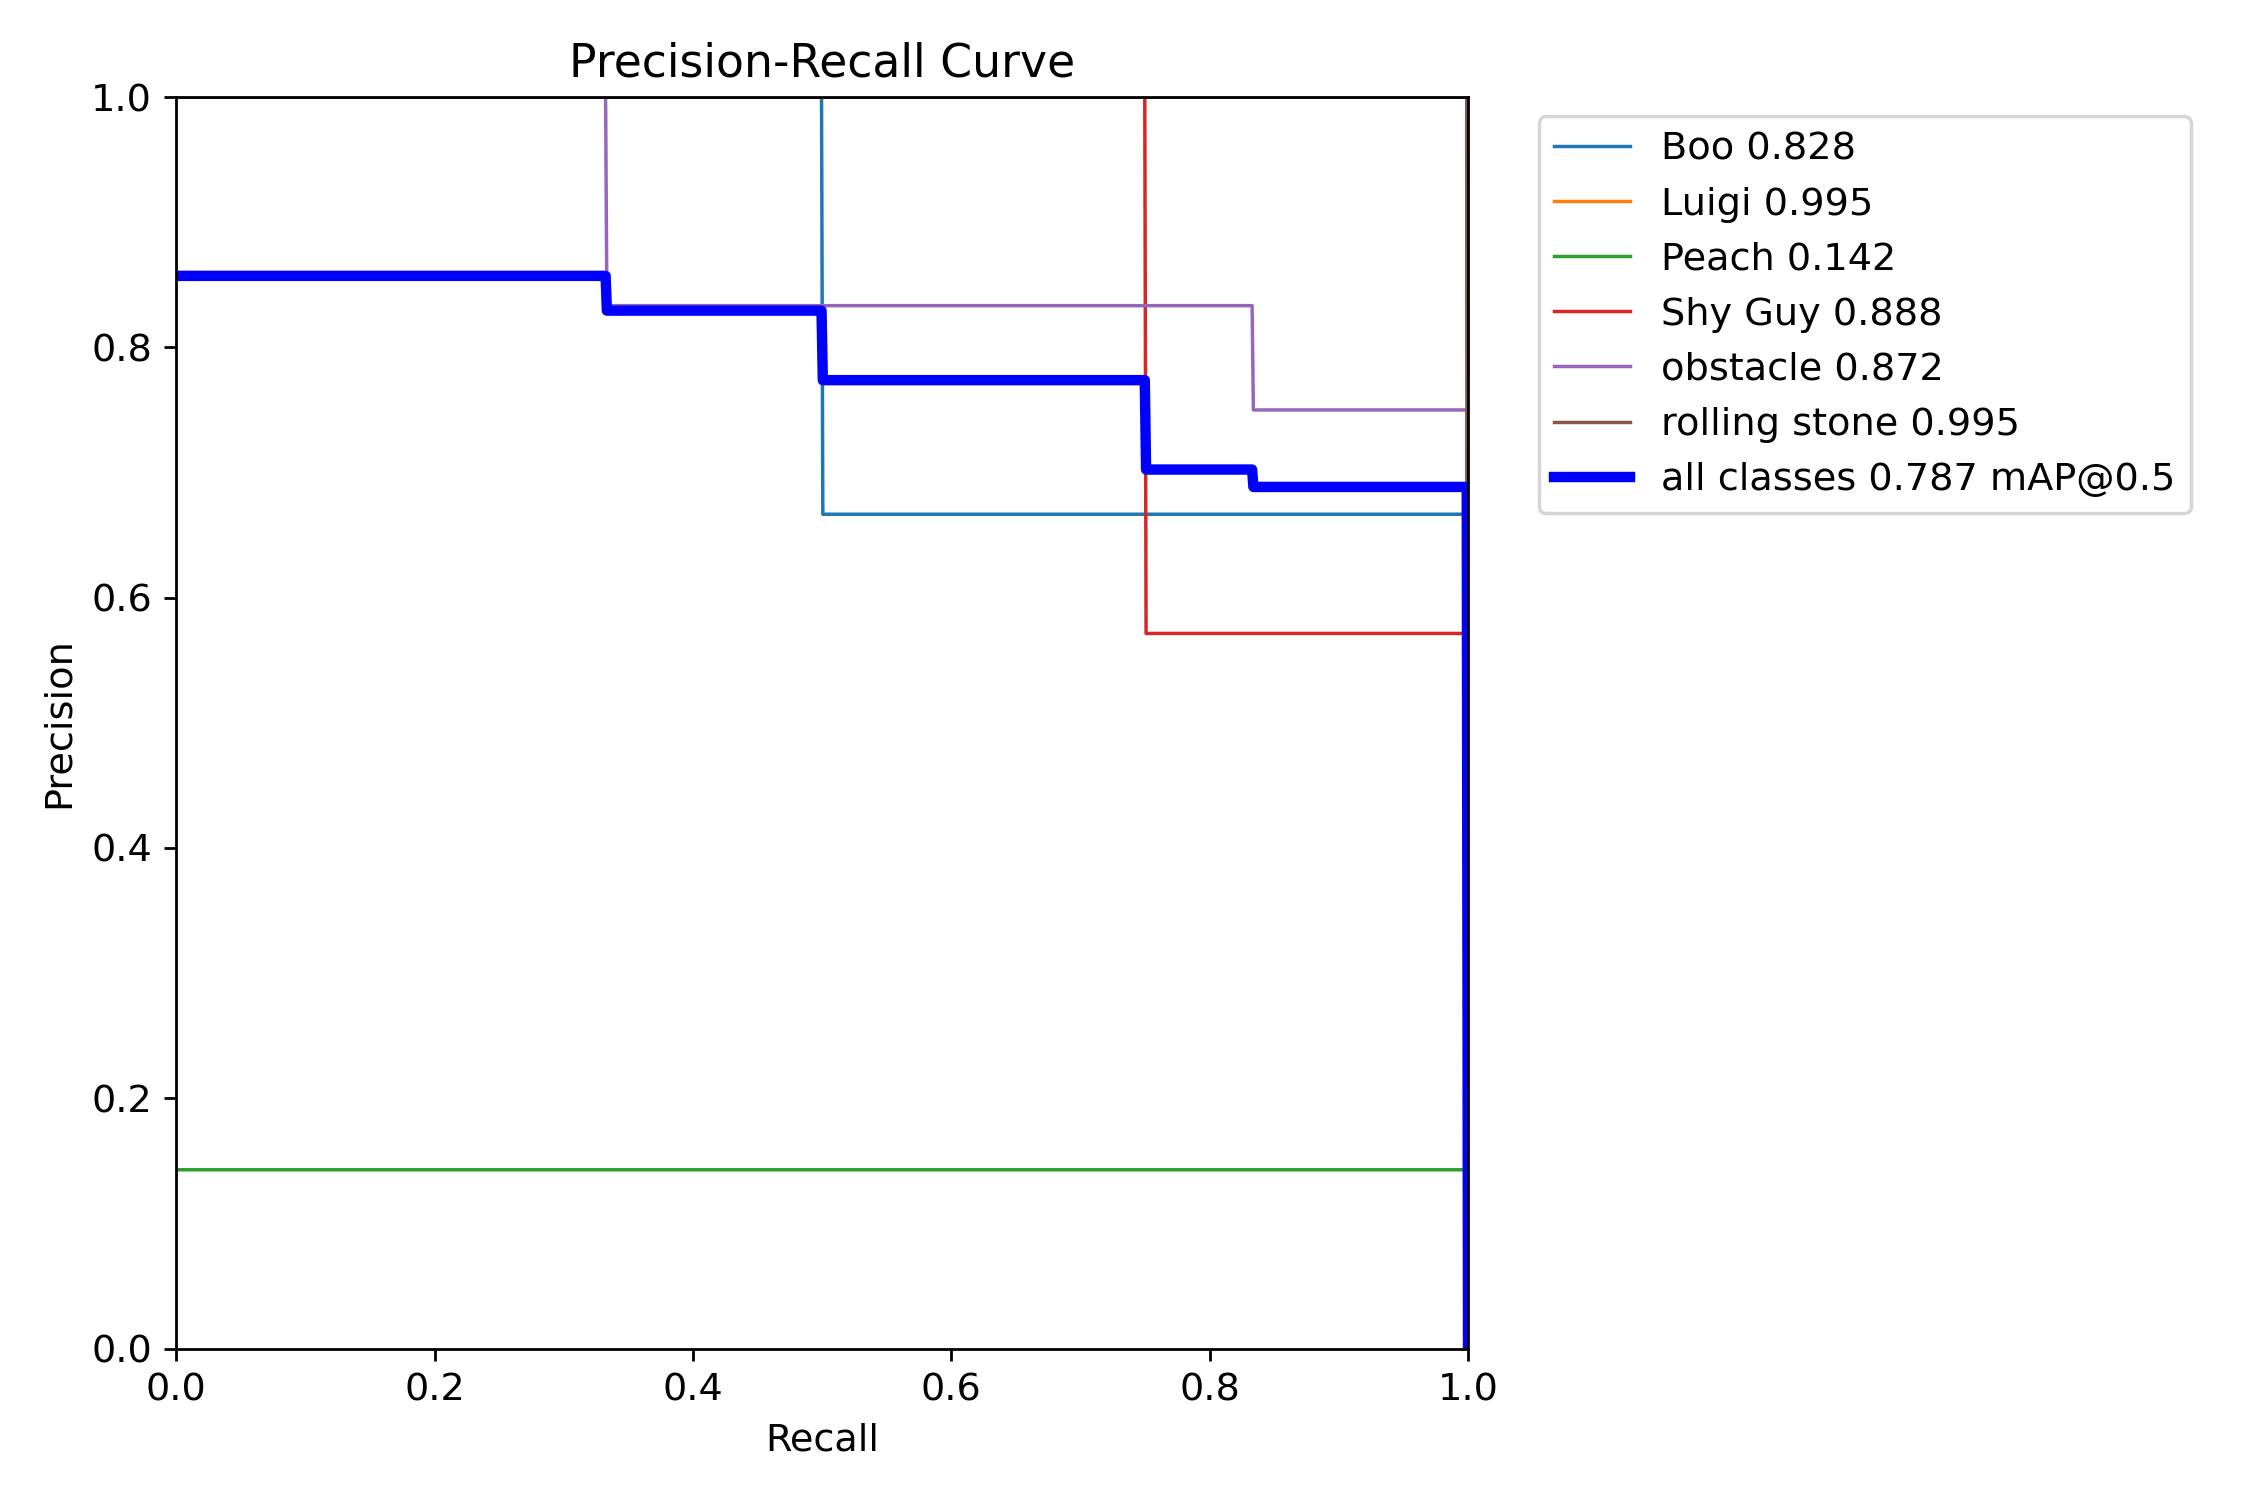 Precision-Recall Curve
1.0
0.8
0.6
0.4
0.2
0.0
Precision
0.0 0.2 0.4 0.6 0.8 1.0
Recall
Boo 0.828
Luigi 0.995
Peach 0.142
Shy Guy 0.888
obstacle 0.872
rolling stone 0.995
all classes 0.787 mAP@0.5